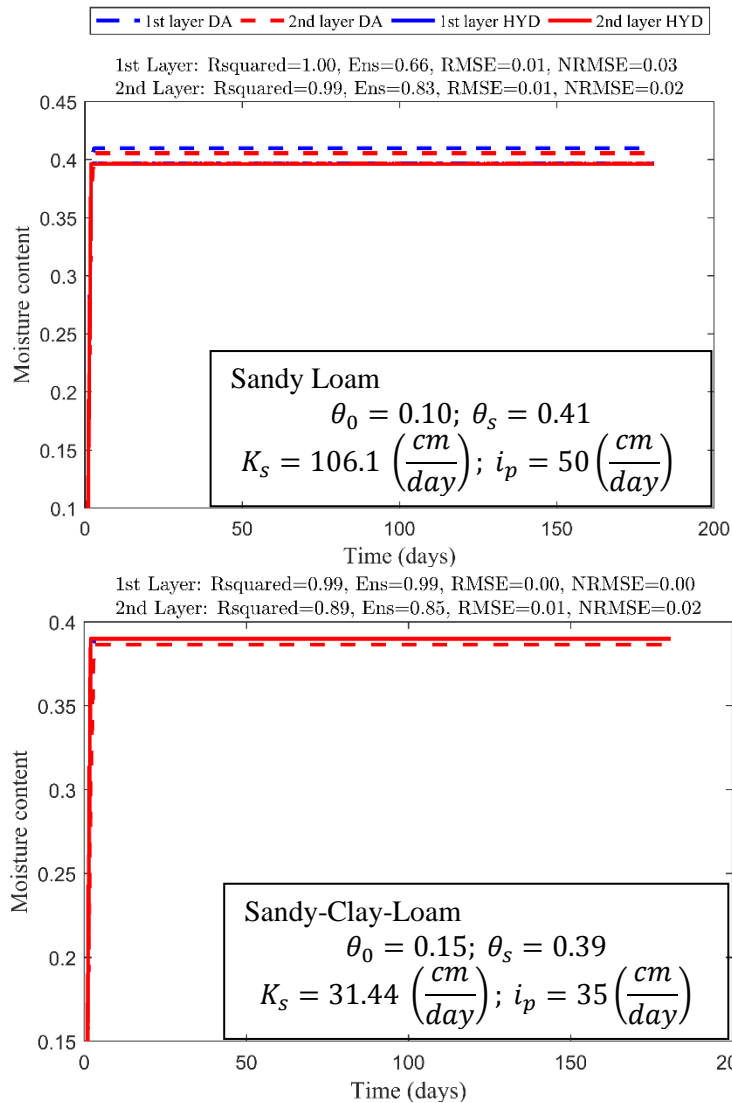 1st layer DA 2nd layer DA 1st layer HYD 2nd layer HYD
1st Layer: Rsquared=1.00, Ens=0.66, RMSE=0.01, NRMSE=0.03
2nd Layer: Rsquared=0.99, Ens=0.83, RMSE=0.01, NRMSE=0.02
0.45
0.4
0.35
0.3
0.25
0.2
0.15
0.1
Moisture content
Sandy Loam
θ₀ = 0.10; θₛ = 0.41
Kₛ = 106.1 (cm/day); iₚ = 50 (cm/day)
0 50 100 150 200
Time (days)
1st Layer: Rsquared=0.99, Ens=0.99, RMSE=0.00, NRMSE=0.00
2nd Layer: Rsquared=0.89, Ens=0.85, RMSE=0.01, NRMSE=0.02
0.4
0.35
0.3
0.25
0.2
0.15
Moisture content
Sandy-Clay-Loam
θ₀ = 0.15; θₛ = 0.39
Kₛ = 31.44 (cm/day); iₚ = 35 (cm/day)
0 50 100 150 20
Time (days)